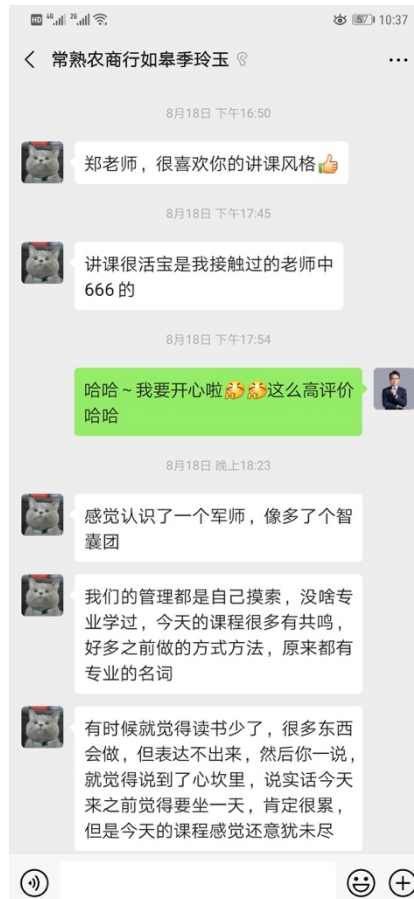 HD 4G 2G 57 10:37
常熟农商行如皋季玲玉
8月18日 下午16:50
郑老师，很喜欢你的讲课风格
8月18日 下午17:45
讲课很活宝是我接触过的老师中
666的
8月18日 下午17:54
哈哈~我要开心啦这么高评价
哈哈
8月18日 晚上18:23
感觉认识了一个军师，像多了个智
囊团
我们的管理都是自己摸索，没啥专
业学过，今天的课程很多有共鸣，
好多之前做的方式方法，原来都有
专业的名词
有时候就觉得读书少了，很多东西
会做，但表达不出来，然后你一说，
就觉得说到了心坎里，说实话今天
来之前觉得要坐一天，肯定很累，
但是今天的课程感觉还意犹未尽